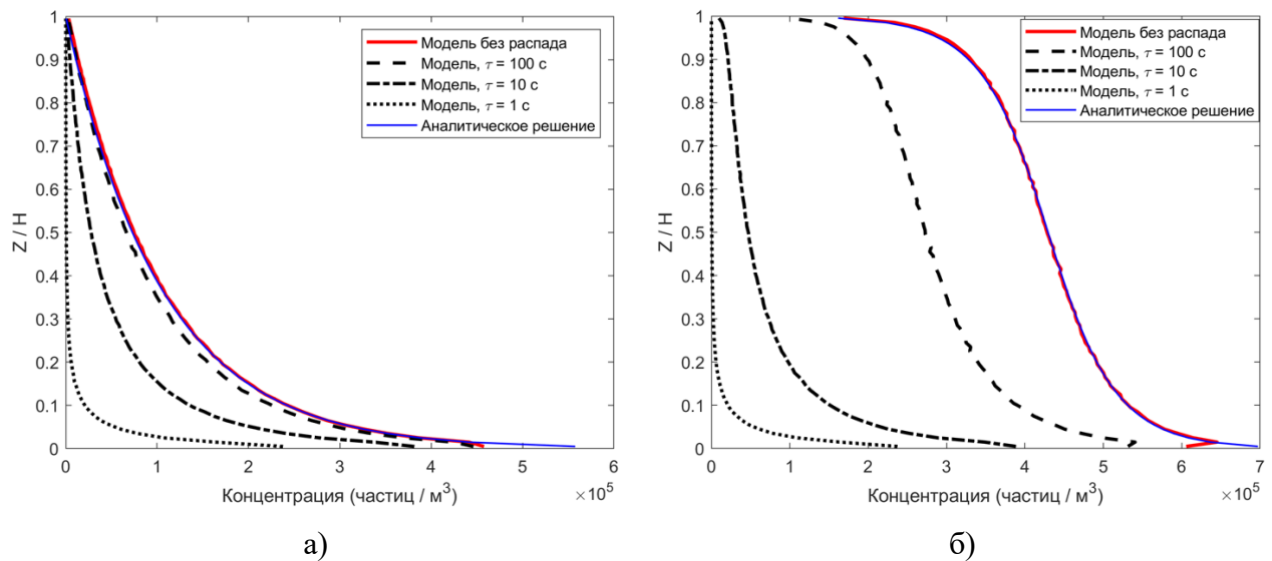 1
0.9
0.8
0.7
0.6
0.5
0.4
0.3
0.2
0.1
0
Z / H
Модель без распада
Модель, τ = 100 с
Модель, τ = 10 с
Модель, τ = 1 с
Аналитическое решение
0 1 2 3 4 5 6
Концентрация (частиц / м³) ×10⁵
а)
1
0.9
0.8
0.7
0.6
0.5
0.4
0.3
0.2
0.1
0
Z / H
Модель без распада
Модель, τ = 100 с
Модель, τ = 10 с
Модель, τ = 1 с
Аналитическое решение
0 1 2 3 4 5 6 7
Концентрация (частиц / м³) ×10⁵
б)